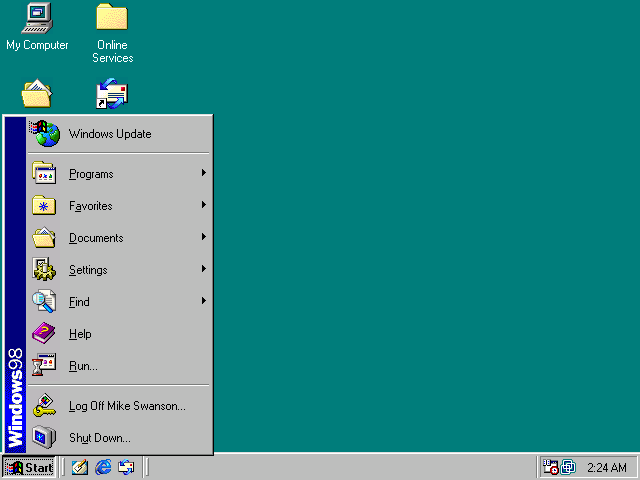 My Computer
Online
Services
Windows Update
Programs
Favorites
Documents
Settings
Find
Help
Run...
Log Off Mike Swanson...
Shut Down...
Windows98
Start
2:24 AM